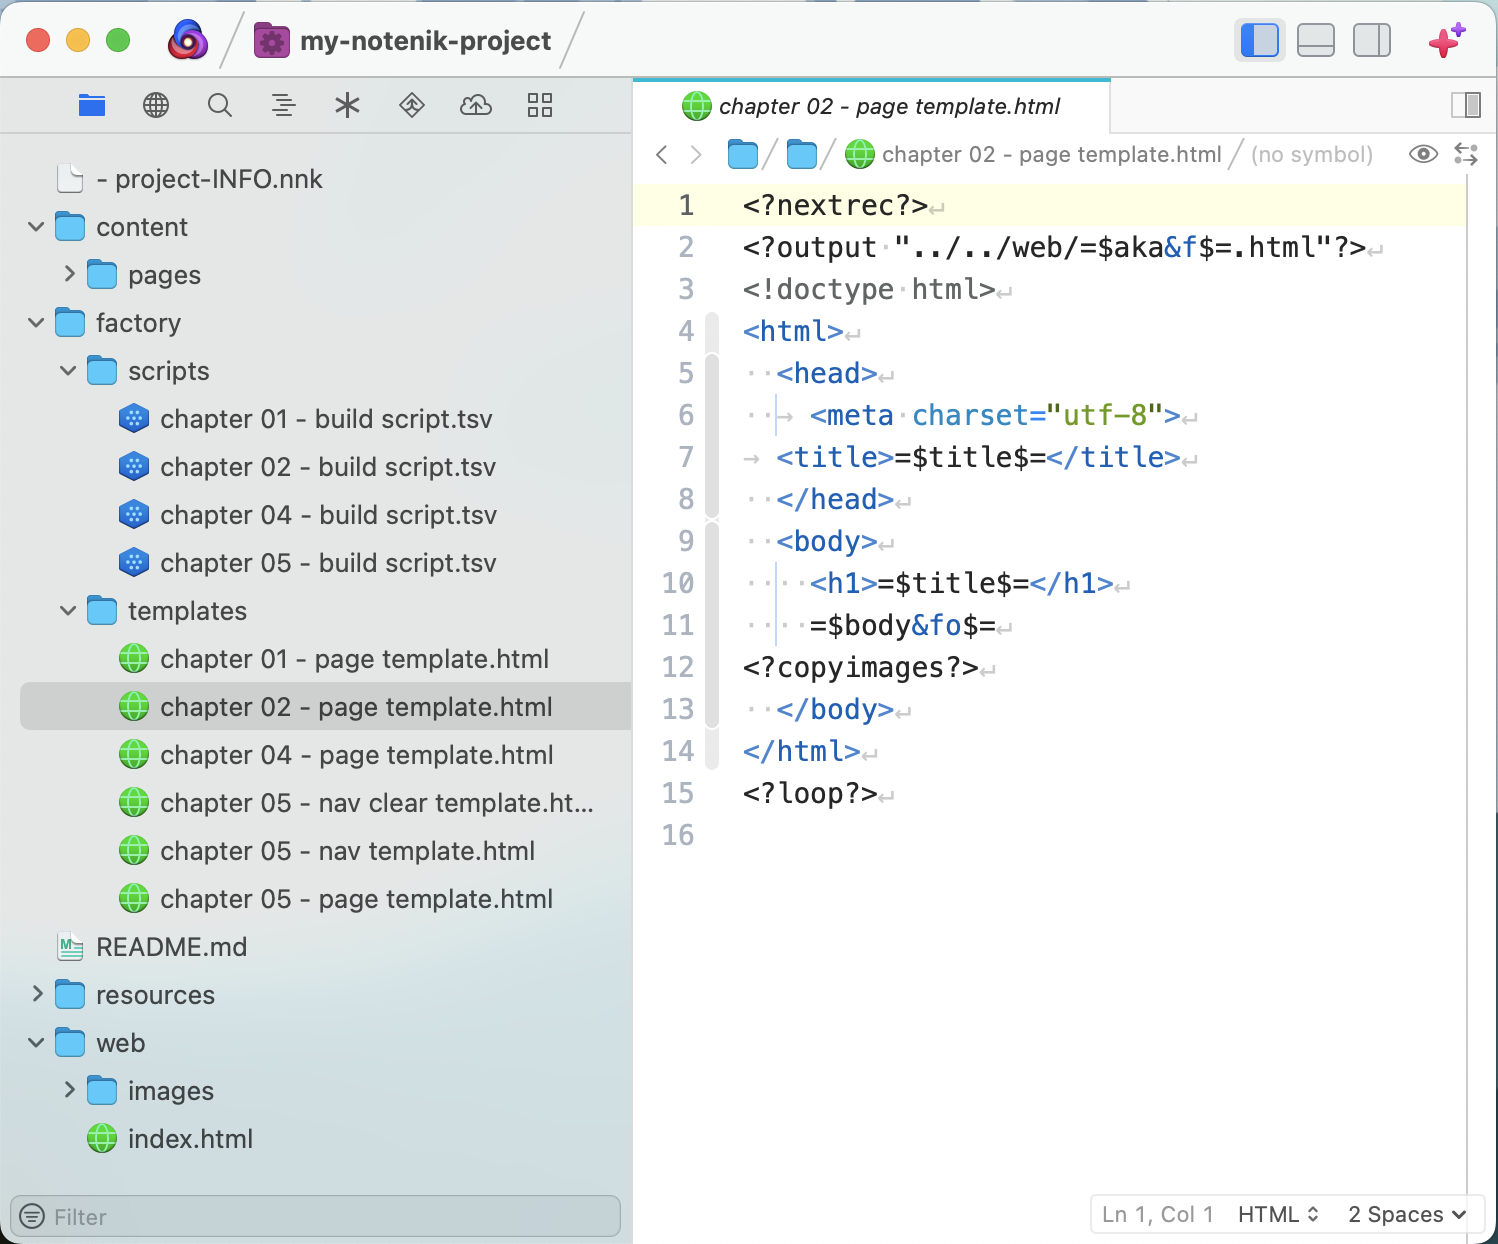 my-notenik-project
- project-INFO.nnk
content
pages
factory
scripts
chapter 01 - build script.tsv
chapter 02 - build script.tsv
chapter 04 - build script.tsv
chapter 05 - build script.tsv
templates
chapter 01 - page template.html
chapter 02 - page template.html
chapter 04 - page template.html
chapter 05 - nav clear template.ht...
chapter 05 - nav template.html
chapter 05 - page template.html
README.md
resources
web
images
index.html
Filter
chapter 02 - page template.html
chapter 02 - page template.html (no symbol)
1 <?nextrec?>
2 <?output "../../web/=$aka&f$=.html"?>
3 <!doctype html>
4 <html>
5 <head>
6 <meta charset="utf-8">
7 <title>=$title$=</title>
8 </head>
9 <body>
10 <h1>=$title$=</h1>
11 =$body&fo$=
12 <?copyimages?>
13 </body>
14 </html>
15 <?loop?>
16
Ln 1, Col 1 HTML 2 Spaces